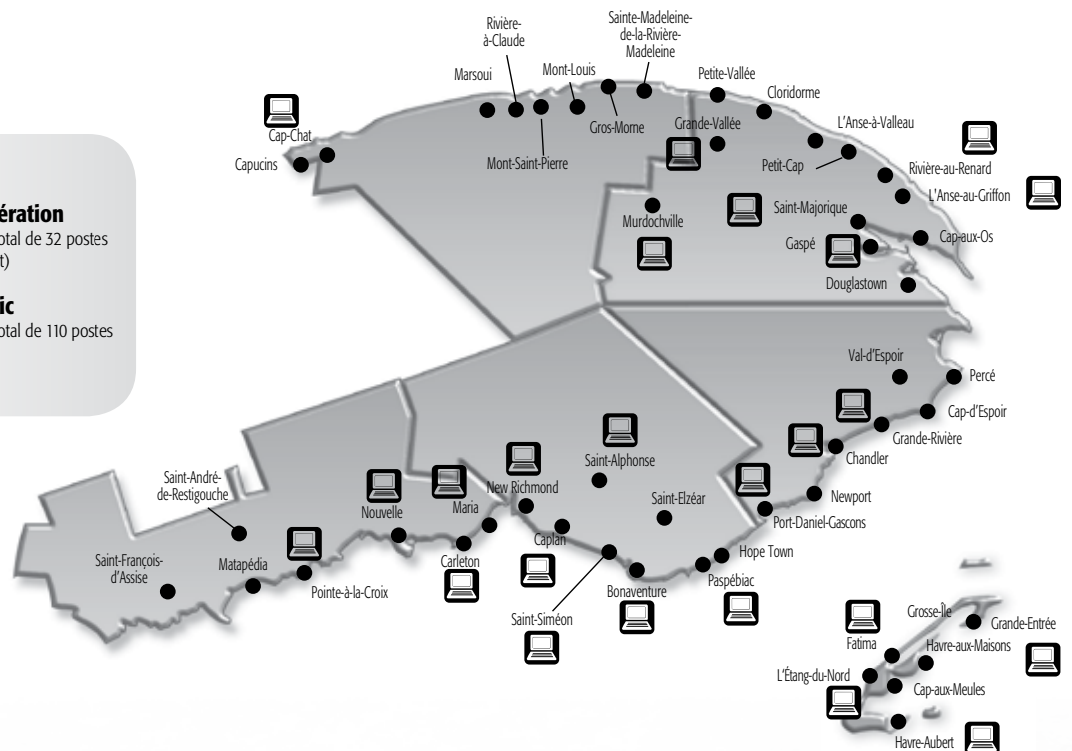 ération
otal de 32 postes
t)
ic
otal de 110 postes
Rivière-
à-Claude
Sainte-Madeleine-
de-la-Rivière-
Madeleine
Marsoui
Mont-Louis
Petite-Vallée
Cloridorme
Cap-Chat
Gros-Morne
Grande-Vallée
L'Anse-à-Valleau
Capucins
Mont-Saint-Pierre
Petit-Cap
Rivière-au-Renard
L'Anse-au-Griffon
Murdochville
Saint-Majorique
Gaspé
Cap-aux-Os
Douglastown
Val-d'Espoir
Percé
Cap-d'Espoir
Grande-Rivière
Chandler
Saint-André-
de-Restigouche
Saint-Alphonse
New Richmond
Nouvelle
Maria
Saint-Elzéar
Newport
Port-Daniel-Gascons
Caplan
Hope Town
Saint-François-
d'Assise
Matapédia
Pointe-à-la-Croix
Carleton
Paspébiac
Bonaventure
Saint-Siméon
Grosse-Île
Grande-Entrée
Fatima
Havre-aux-Maisons
L'Étang-du-Nord
Cap-aux-Meules
Havre-Aubert